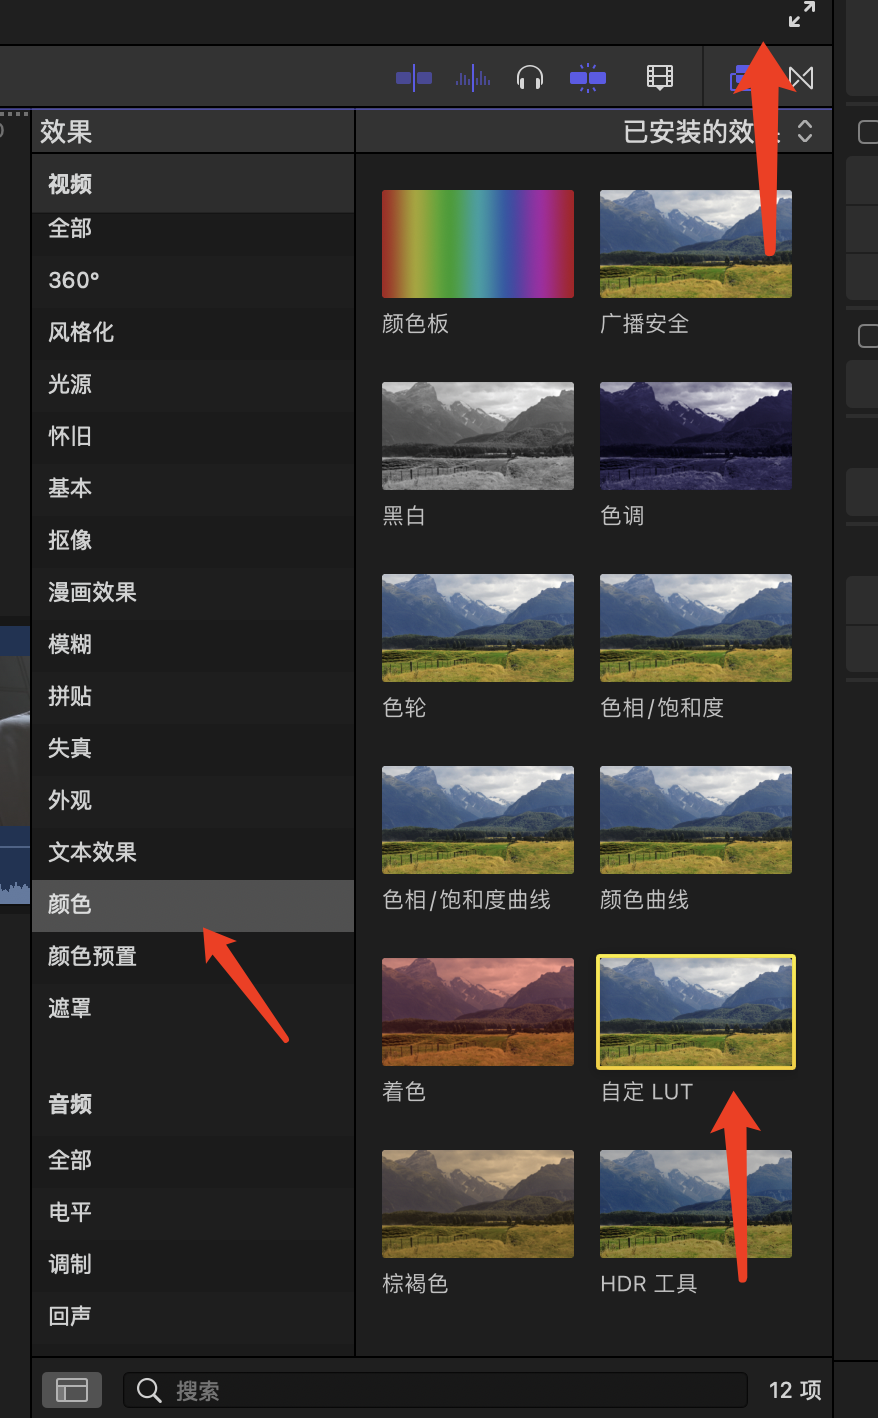 效果
已安装的效
视频
全部
360°
风格化
光源
怀旧
基本
抠像
漫画效果
模糊
拼贴
失真
外观
文本效果
颜色
颜色预置
遮罩
音频
全部
电平
调制
回声
颜色板
广播安全
黑白
色调
色轮
色相/饱和度
色相/饱和度曲线
颜色曲线
着色
自定 LUT
棕褐色
HDR 工具
搜索
12 项